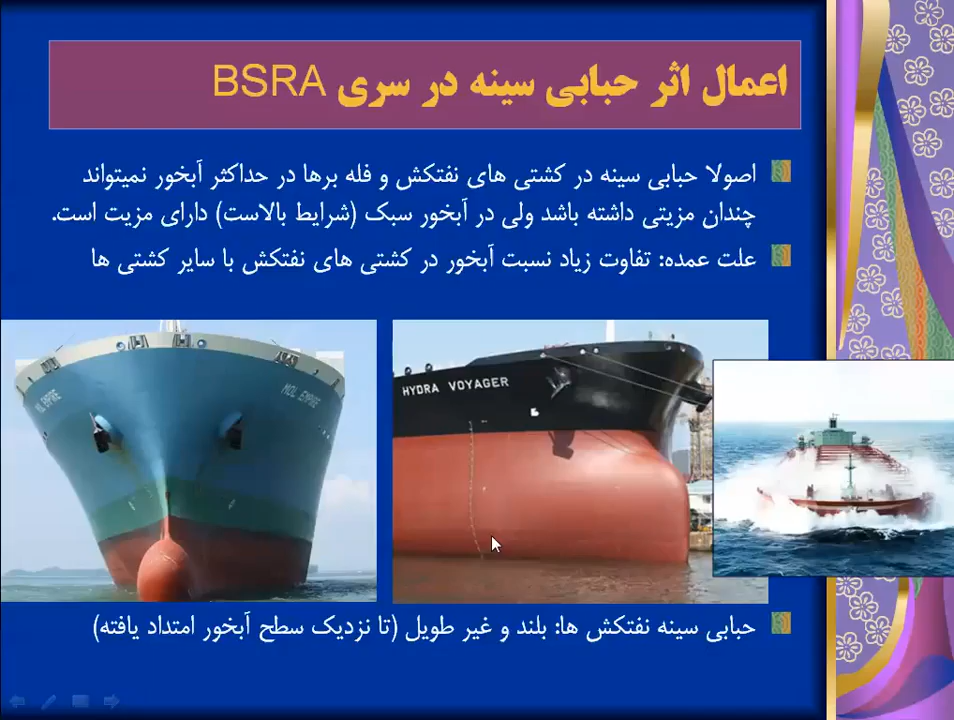 اعمال اثر حبابی سینه در سری BSRA
اصولا حبابی سینه در کشتی های نفتکش و فله برها در حداکثر آبخور نمیتواند
چندان مزیتی داشته باشد ولی در آبخور سبک (شرایط بالاست) دارای مزیت است.
علت عمده: تفاوت زیاد نسبت آبخور در کشتی های نفتکش با سایر کشتی ها
MOL EMPIRE
HYDRA VOYAGER
حبابی سینه نفتکش ها: بلند و غیر طویل (تا نزدیک سطح آبخور امتداد یافته)